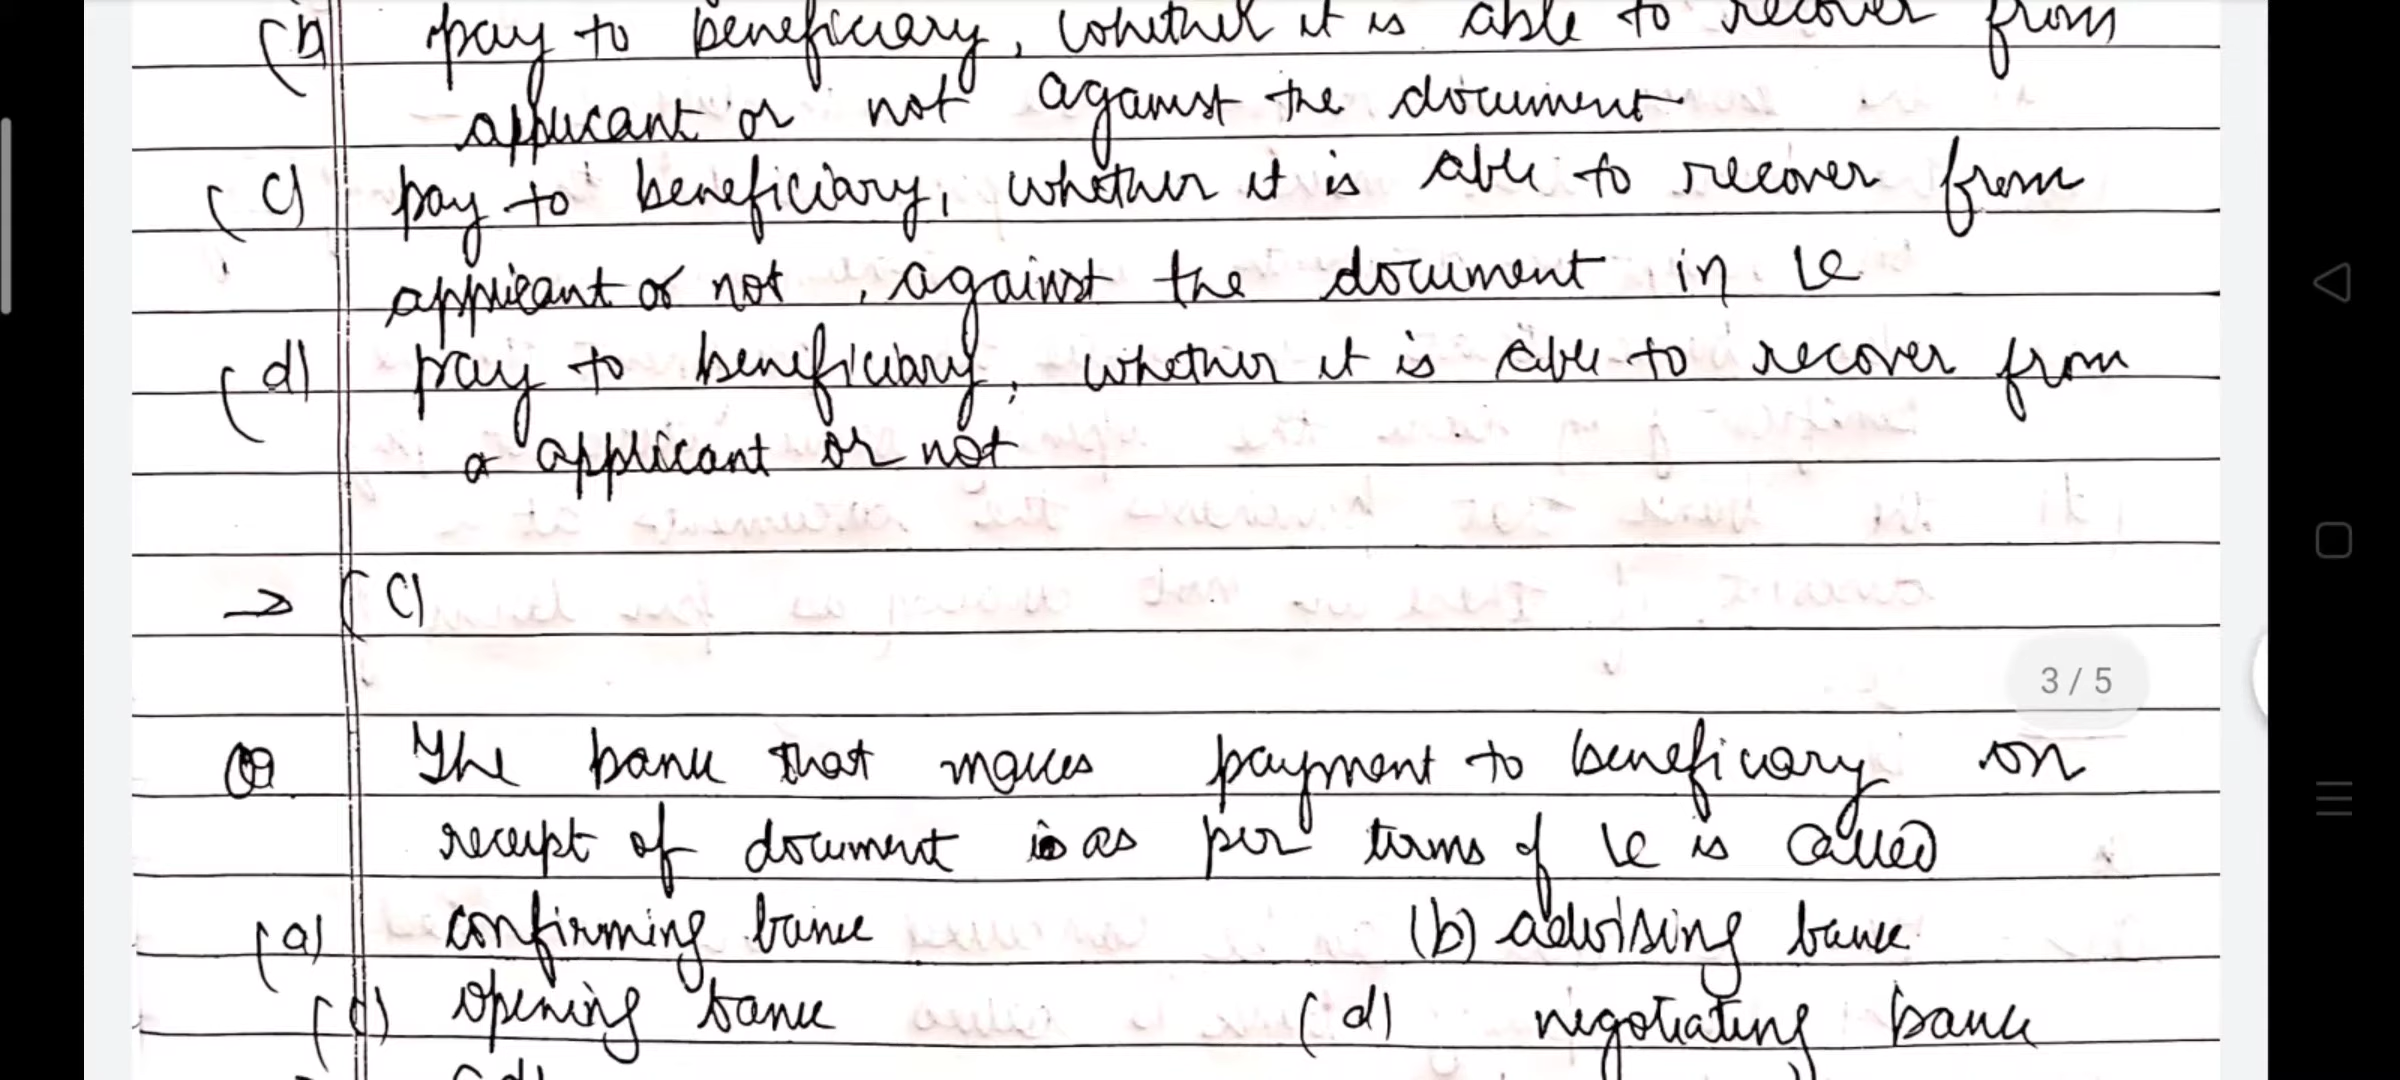 (b) pay to beneficiary, whether it is able to recover from
applicant or not against the document
(c) pay to beneficiary, whether it is able to recover from
applicant or not, against the document in LC
(d) pay to beneficiary, whether it is able to recover from
a applicant or not
→ (C)
3/5
Q The bank that makes payment to beneficiary on
receipt of document is as per terms of LC is called
(a) confirming bank (b) advising bank
(c) opening bank (d) negotiating bank
(d)